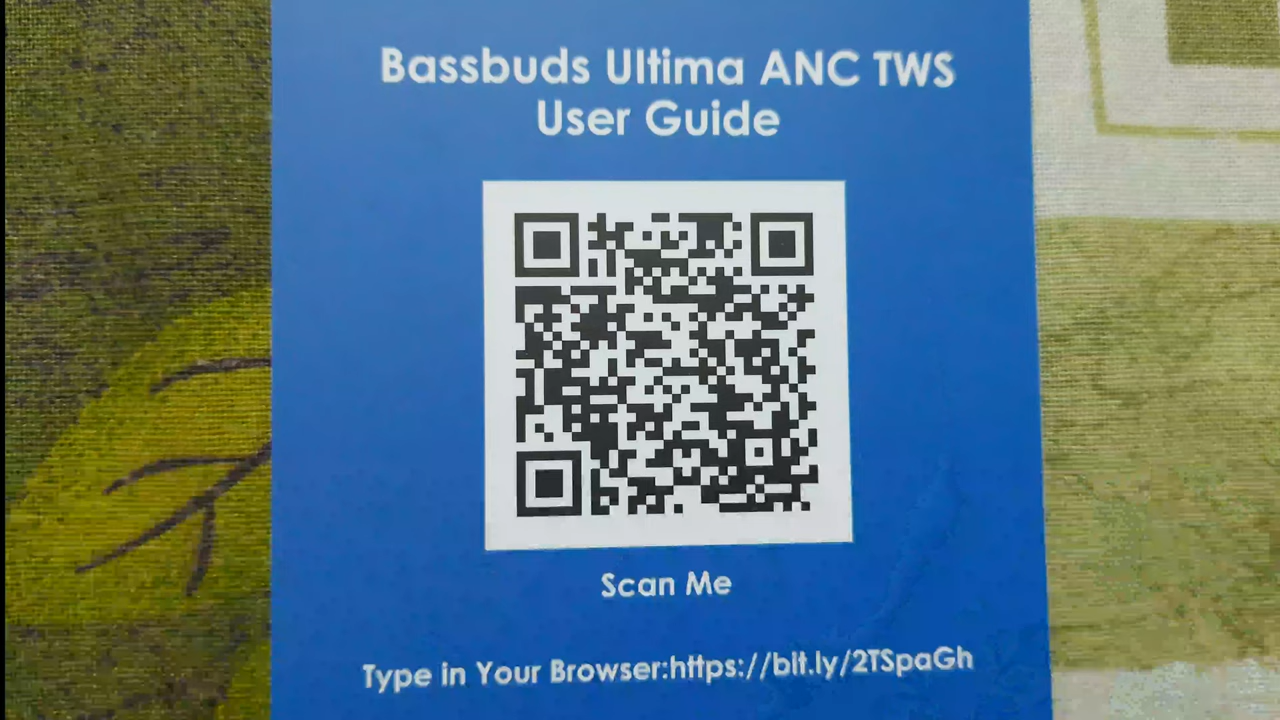 Bassbuds Ultima ANC TWS
User Guide
Scan Me
Type in Your Browser:https://bit.ly/2TSpaGh